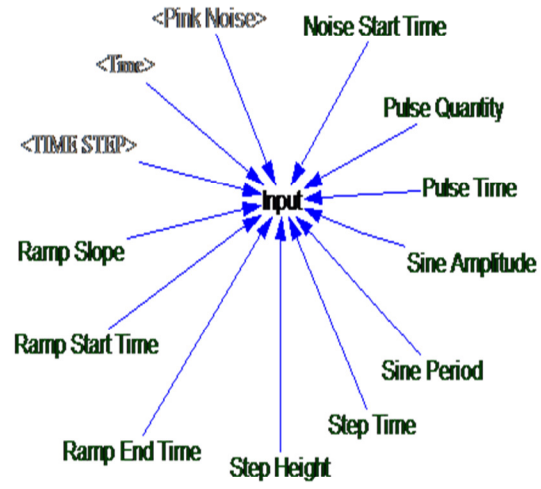 <Pink Noise>
Noise Start Time
<Time>
Pulse Quantity
<TIME STEP>
Pulse Time
Input
Ramp Slope
Sine Amplitude
Ramp Start Time
Sine Period
Step Time
Ramp End Time
Step Height